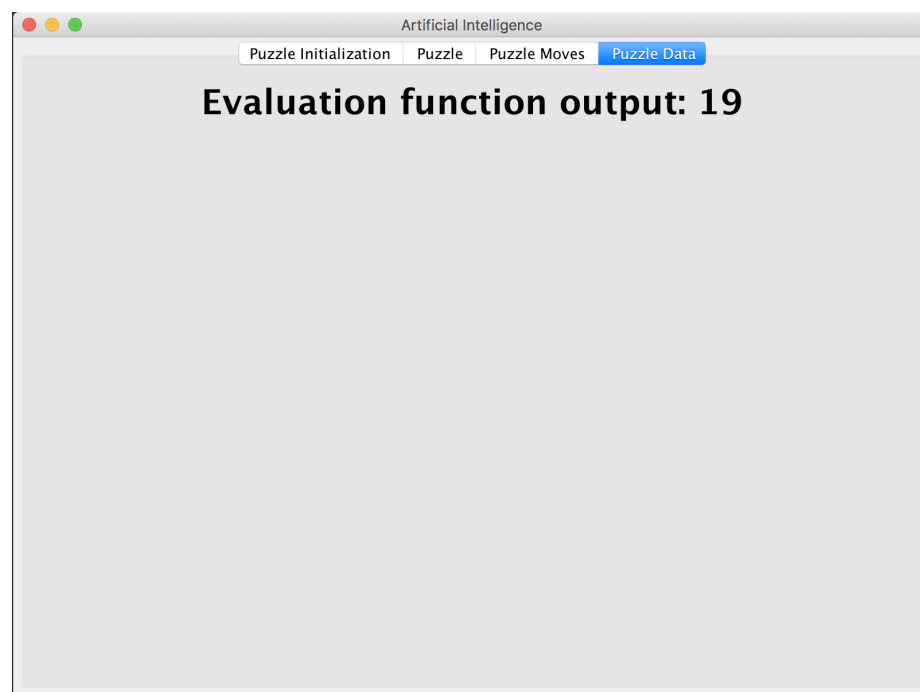 Artificial Intelligence
Puzzle Initialization Puzzle Puzzle Moves Puzzle Data
Evaluation function output: 19